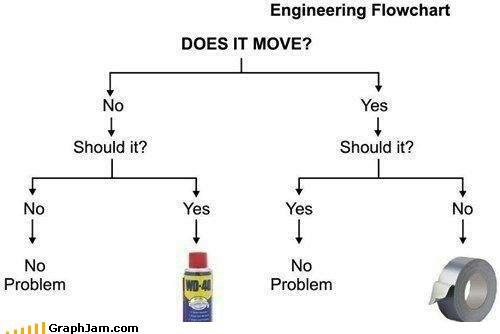 Engineering Flowchart
DOES IT MOVE?
No
Yes
Should it?
Should it?
No
Yes
Yes
No
No
Problem
WD-40
No
Problem
GraphJam.com